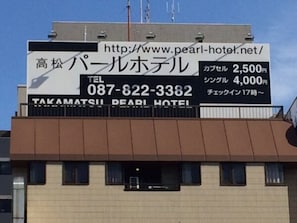 http://www.pearl-hotel.net/
高松 パールホテル
カプセル 2,500円
シングル 4,000円
チェックイン17時～
TEL
087-822-3382
TAKAMATSU PEARL HOTEL